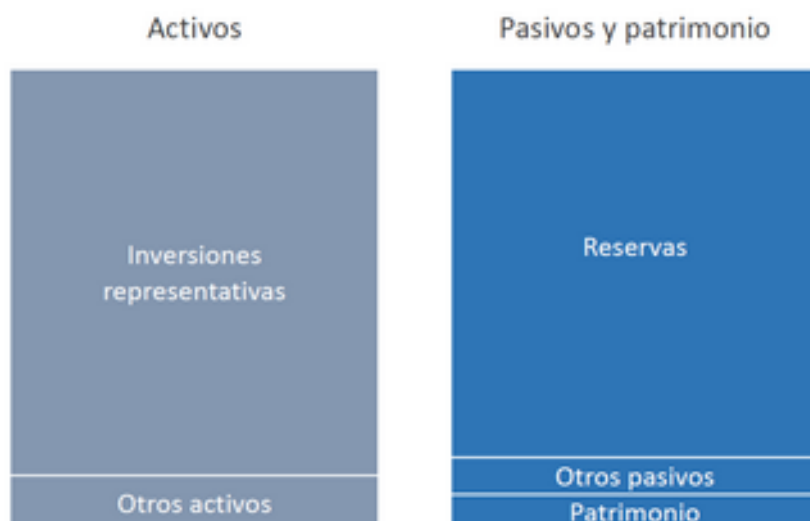 Activos
Pasivos y patrimonio
Inversiones
representativas
Reservas
Otros activos
Otros pasivos
Patrimonio